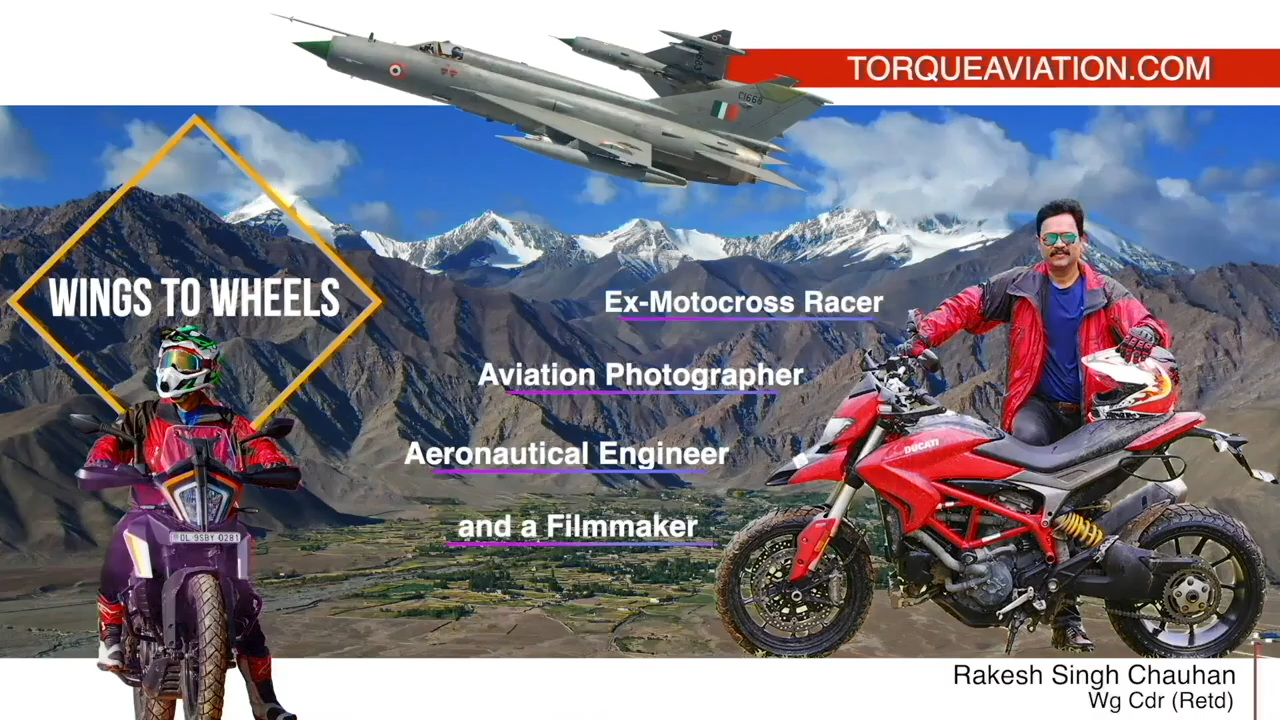 TORQUEAVIATION.COM
C1668
WINGS TO WHEELS
Ex-Motocross Racer
Aviation Photographer
Aeronautical Engineer
and a Filmmaker
DUCATI
DL 9SBY 0281
Rakesh Singh Chauhan
Wg Cdr (Retd)